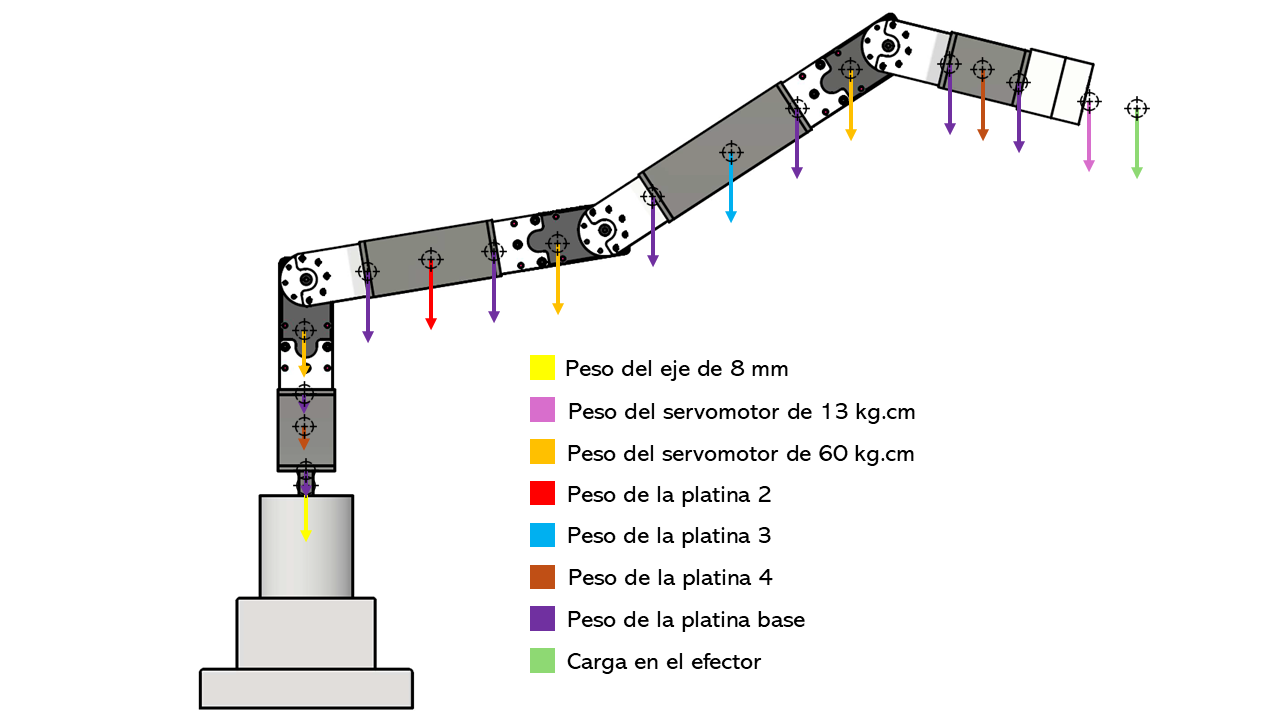 Peso del eje de 8 mm
Peso del servomotor de 13 kg.cm
Peso del servomotor de 60 kg.cm
Peso de la platina 2
Peso de la platina 3
Peso de la platina 4
Peso de la platina base
Carga en el efector